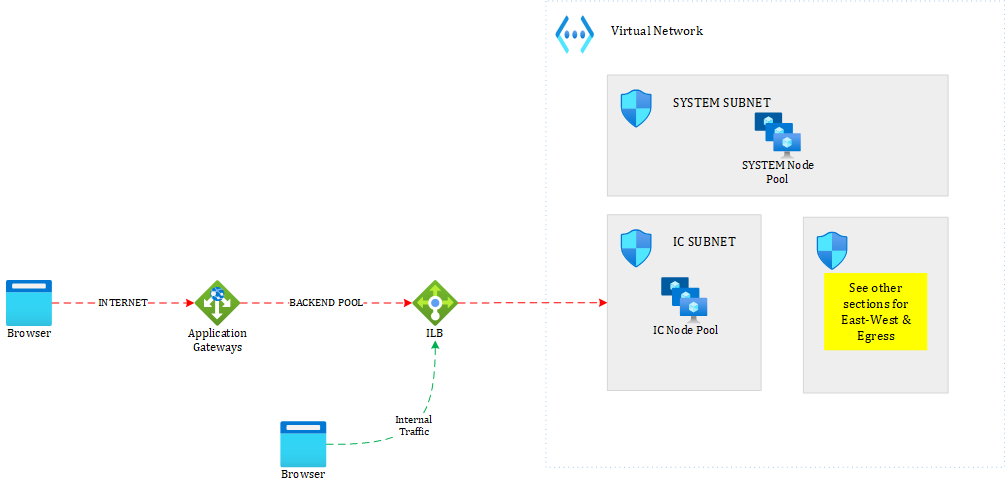 Virtual Network
SYSTEM SUBNET
SYSTEM Node
Pool
IC SUBNET
IC Node Pool
See other
sections for
East-West &
Egress
Browser
INTERNET
Application
Gateways
BACKEND POOL
ILB
Internal
Traffic
Browser